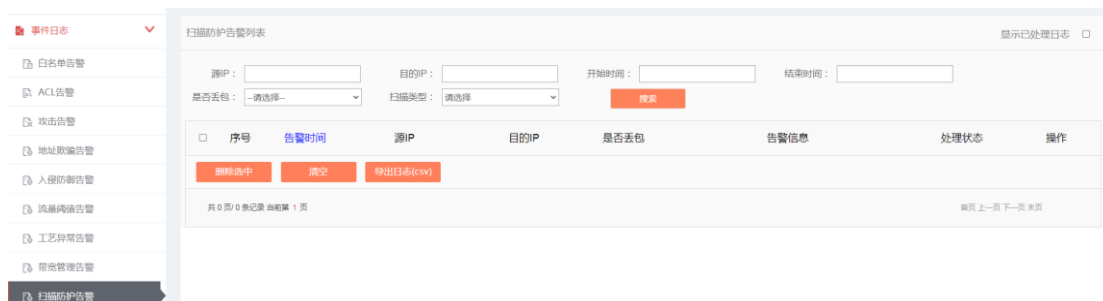 事件日志
白名单告警
ACL告警
攻击告警
地址欺骗告警
入侵防御告警
流量阈值告警
工艺异常告警
带宽管理告警
扫描防护告警
扫描防护告警列表
显示已处理日志
源IP： 目的IP： 开始时间： 结束时间：
是否丢包： --请选择-- 扫描类型： 请选择 搜索
序号 告警时间 源IP 目的IP 是否丢包 告警信息 处理状态 操作
删除选中 清空 导出日志(csv)
共 0 页/ 0 条记录 当前第 1 页 首页 上一页 下一页 末页